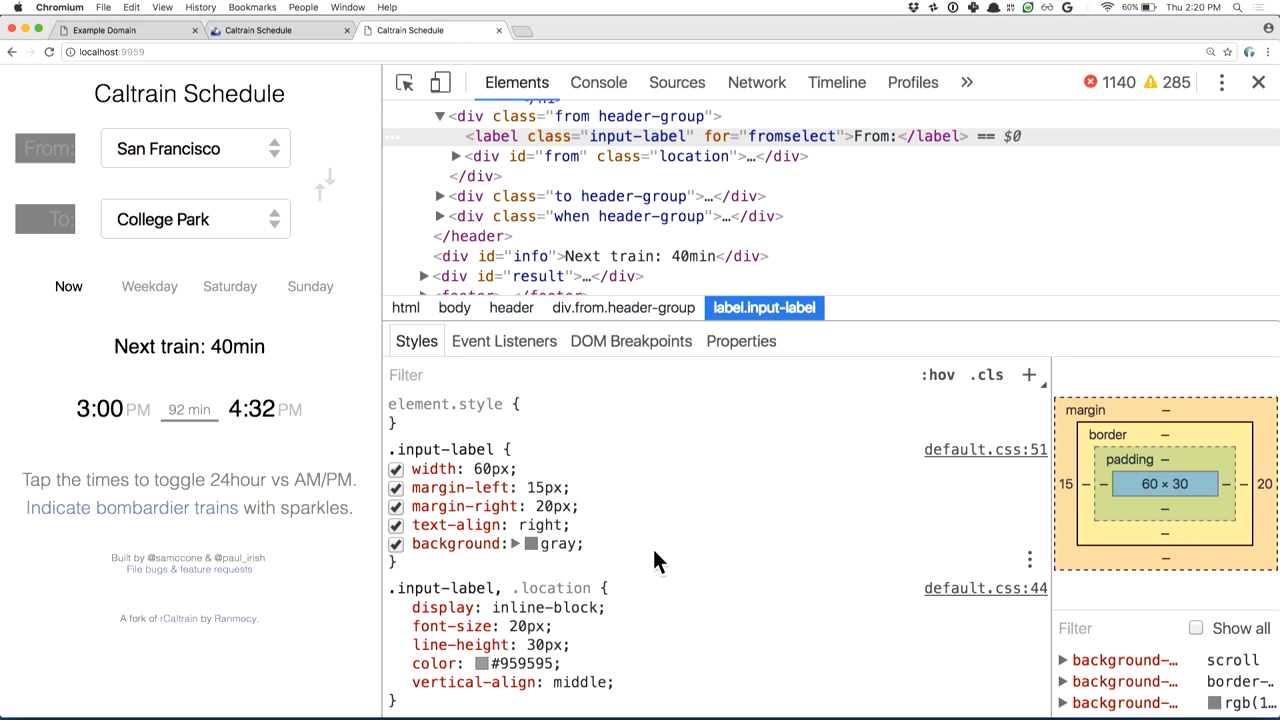 Chromium File Edit View History Bookmarks People Window Help 60% Thu 2:20 PM
Example Domain × Caltrain Schedule × Caltrain Schedule ×
localhost:9959
Caltrain Schedule
From: San Francisco
To: College Park
Now Weekday Saturday Sunday
Next train: 40min
3:00PM 92 min 4:32PM
Tap the times to toggle 24hour vs AM/PM.
Indicate bombardier trains with sparkles.
Built by @samccone & @paul_irish
File bugs & feature requests
A fork of rCaltrain by Ranmocy.
Elements Console Sources Network Timeline Profiles » 1140 285
<div class="from header-group">
… <label class="input-label" for="fromselect">From:</label> == $0
<div id="from" class="location">…</div>
</div>
<div class="to header-group">…</div>
<div class="when header-group">…</div>
</header>
<div id="info">Next train: 40min</div>
<div id="result">…</div>
html body header div.from.header-group label.input-label
Styles Event Listeners DOM Breakpoints Properties
Filter :hov .cls +
element.style {
}
.input-label { default.css:51
width: 60px;
margin-left: 15px;
margin-right: 20px;
text-align: right;
background: gray;
}
.input-label, .location { default.css:44
display: inline-block;
font-size: 20px;
line-height: 30px;
color: #959595;
vertical-align: middle;
}
margin –
border –
padding –
15 – – 60 × 30 – – 20
–
–
–
Filter Show all
background-… scroll
border-…
background-… rgb(1…